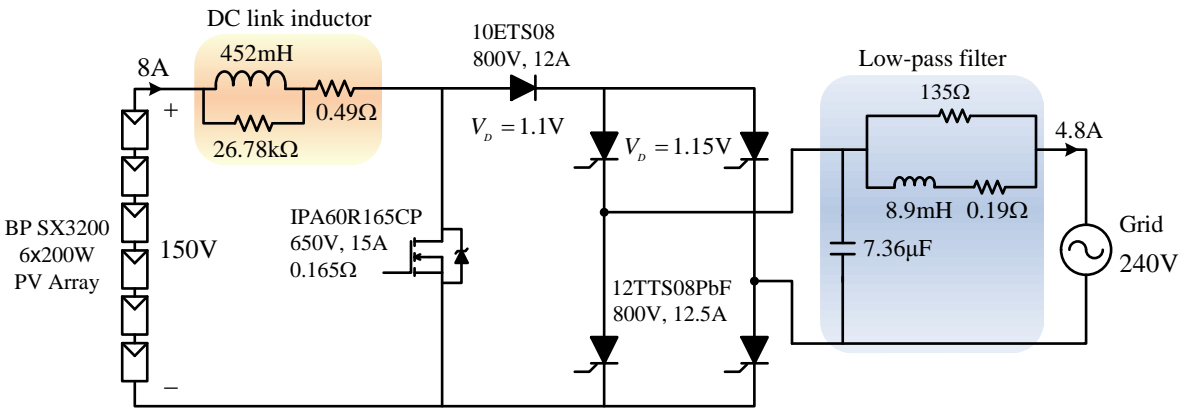 DC link inductor
452mH
8A
+
0.49Ω
26.78kΩ
10ETS08
800V, 12A
V_D = 1.1V
V_D = 1.15V
Low-pass filter
135Ω
4.8A
8.9mH
0.19Ω
7.36µF
Grid
240V
BP SX3200
6x200W
PV Array
150V
−
IPA60R165CP
650V, 15A
0.165Ω
12TTS08PbF
800V, 12.5A